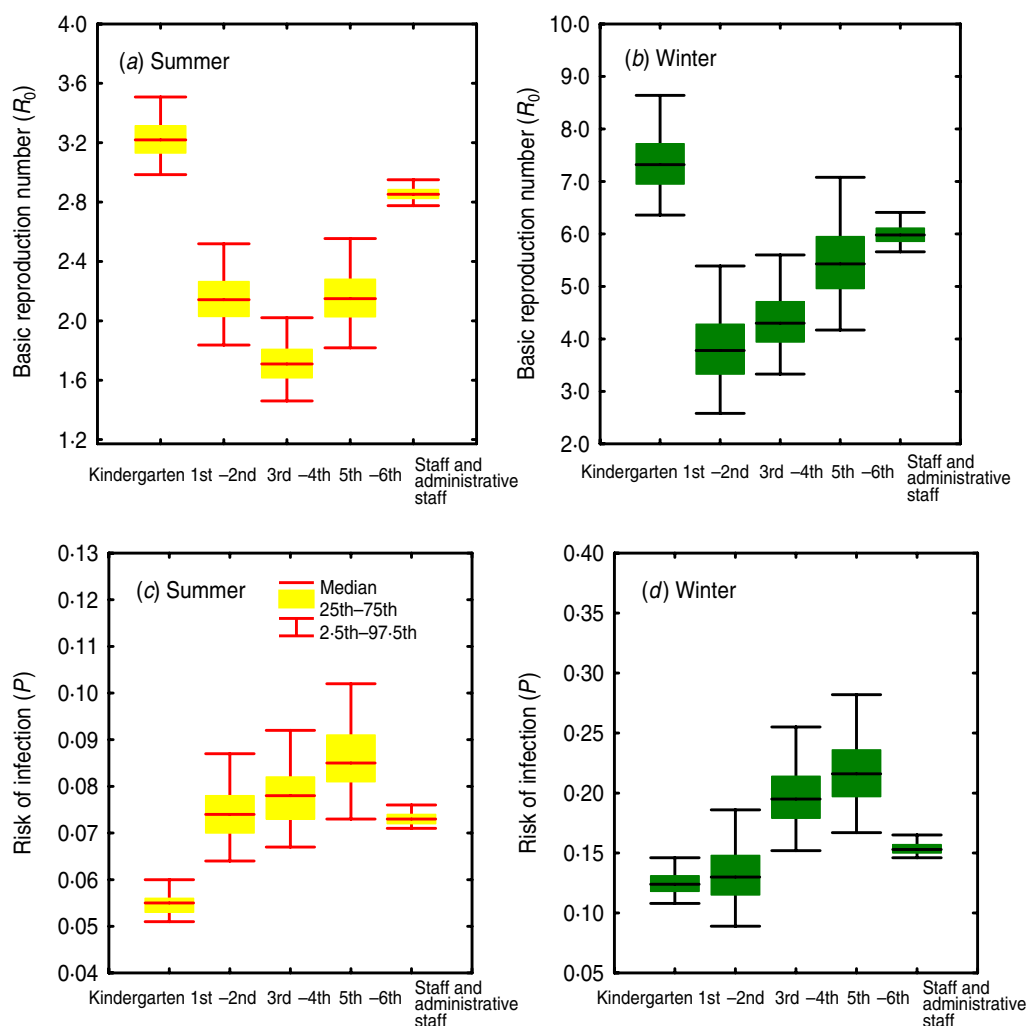 (a) Summer
Basic reproduction number (R0)
4·0
3·6
3·2
2·8
2·4
2·0
1·6
1·2
Kindergarten 1st –2nd 3rd –4th 5th –6th Staff and
administrative
staff
(b) Winter
Basic reproduction number (R0)
10·0
9·0
8·0
7·0
6·0
5·0
4·0
3·0
2·0
Kindergarten 1st –2nd 3rd –4th 5th –6th Staff and
administrative
staff
(c) Summer
Median
25th–75th
2·5th–97·5th
Risk of infection (P)
0·13
0·12
0·11
0·10
0·09
0·08
0·07
0·06
0·05
0·04
Kindergarten 1st –2nd 3rd –4th 5th –6th Staff and
administrative
staff
(d) Winter
Risk of infection (P)
0·40
0·35
0·30
0·25
0·20
0·15
0·10
0·05
Kindergarten 1st –2nd 3rd –4th 5th –6th Staff and
administrative
staff